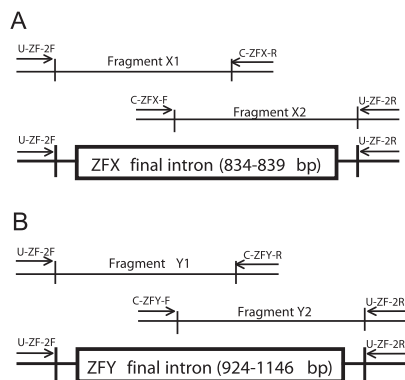 A
U-ZF-2F
Fragment X1
C-ZFX-R
C-ZFX-F
Fragment X2
U-ZF-2R
U-ZF-2F
ZFX final intron (834-839 bp)
U-ZF-2R
B
U-ZF-2F
Fragment Y1
C-ZFY-R
C-ZFY-F
Fragment Y2
U-ZF-2R
U-ZF-2F
ZFY final intron (924-1146 bp)
U-ZF-2R